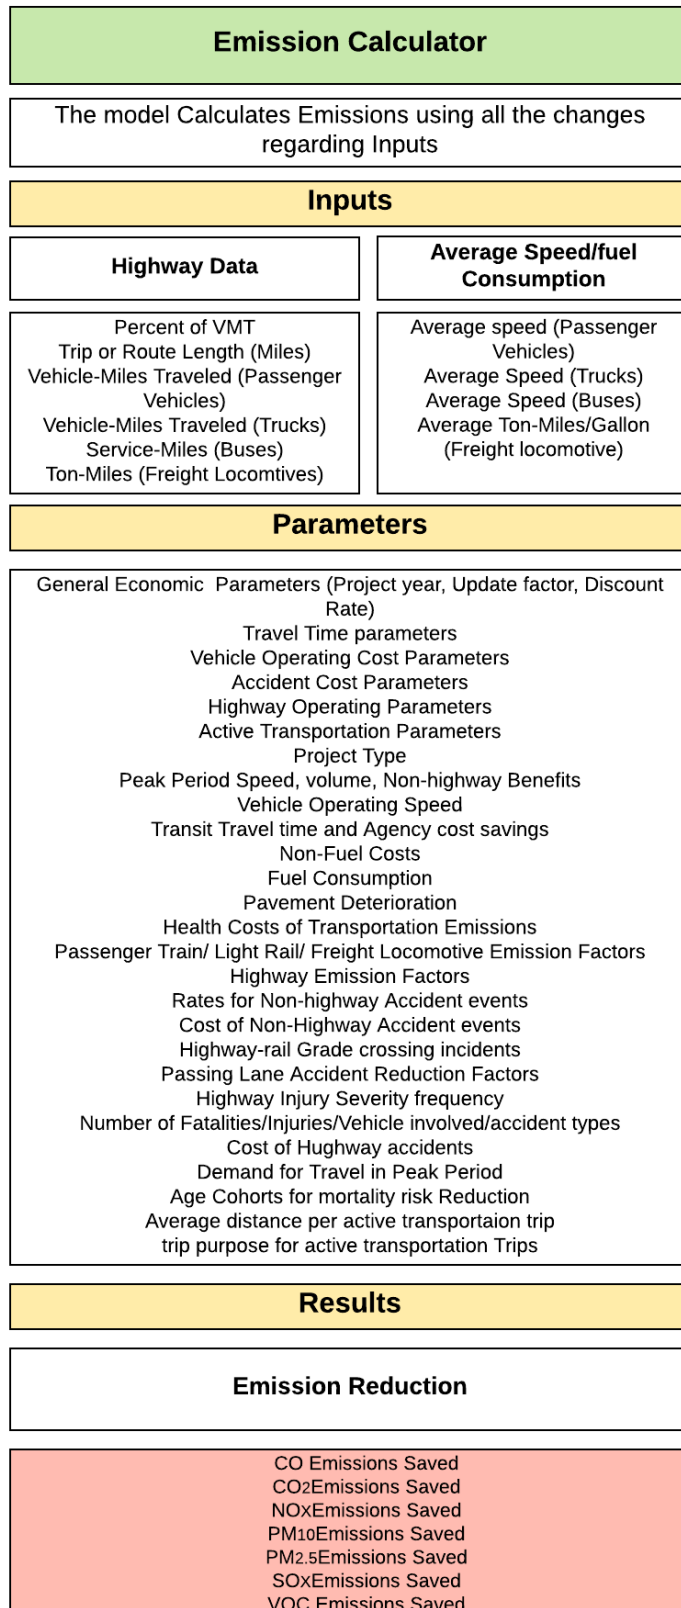 Emission Calculator
The model Calculates Emissions using all the changes
regarding Inputs
Inputs
Highway Data
Average Speed/fuel
Consumption
Percent of VMT
Trip or Route Length (Miles)
Vehicle-Miles Traveled (Passenger
Vehicles)
Vehicle-Miles Traveled (Trucks)
Service-Miles (Buses)
Ton-Miles (Freight Locomtives)
Average speed (Passenger
Vehicles)
Average Speed (Trucks)
Average Speed (Buses)
Average Ton-Miles/Gallon
(Freight locomotive)
Parameters
General Economic  Parameters (Project year, Update factor, Discount
Rate)
Travel Time parameters
Vehicle Operating Cost Parameters
Accident Cost Parameters
Highway Operating Parameters
Active Transportation Parameters
Project Type
Peak Period Speed, volume, Non-highway Benefits
Vehicle Operating Speed
Transit Travel time and Agency cost savings
Non-Fuel Costs
Fuel Consumption
Pavement Deterioration
Health Costs of Transportation Emissions
Passenger Train/ Light Rail/ Freight Locomotive Emission Factors
Highway Emission Factors
Rates for Non-highway Accident events
Cost of Non-Highway Accident events
Highway-rail Grade crossing incidents
Passing Lane Accident Reduction Factors
Highway Injury Severity frequency
Number of Fatalities/Injuries/Vehicle involved/accident types
Cost of Hughway accidents
Demand for Travel in Peak Period
Age Cohorts for mortality risk Reduction
Average distance per active transportaion trip
trip purpose for active transportation Trips
Results
Emission Reduction
CO Emissions Saved
CO2Emissions Saved
NOxEmissions Saved
PM10Emissions Saved
PM2.5Emissions Saved
SOxEmissions Saved
VOC Emissions Saved